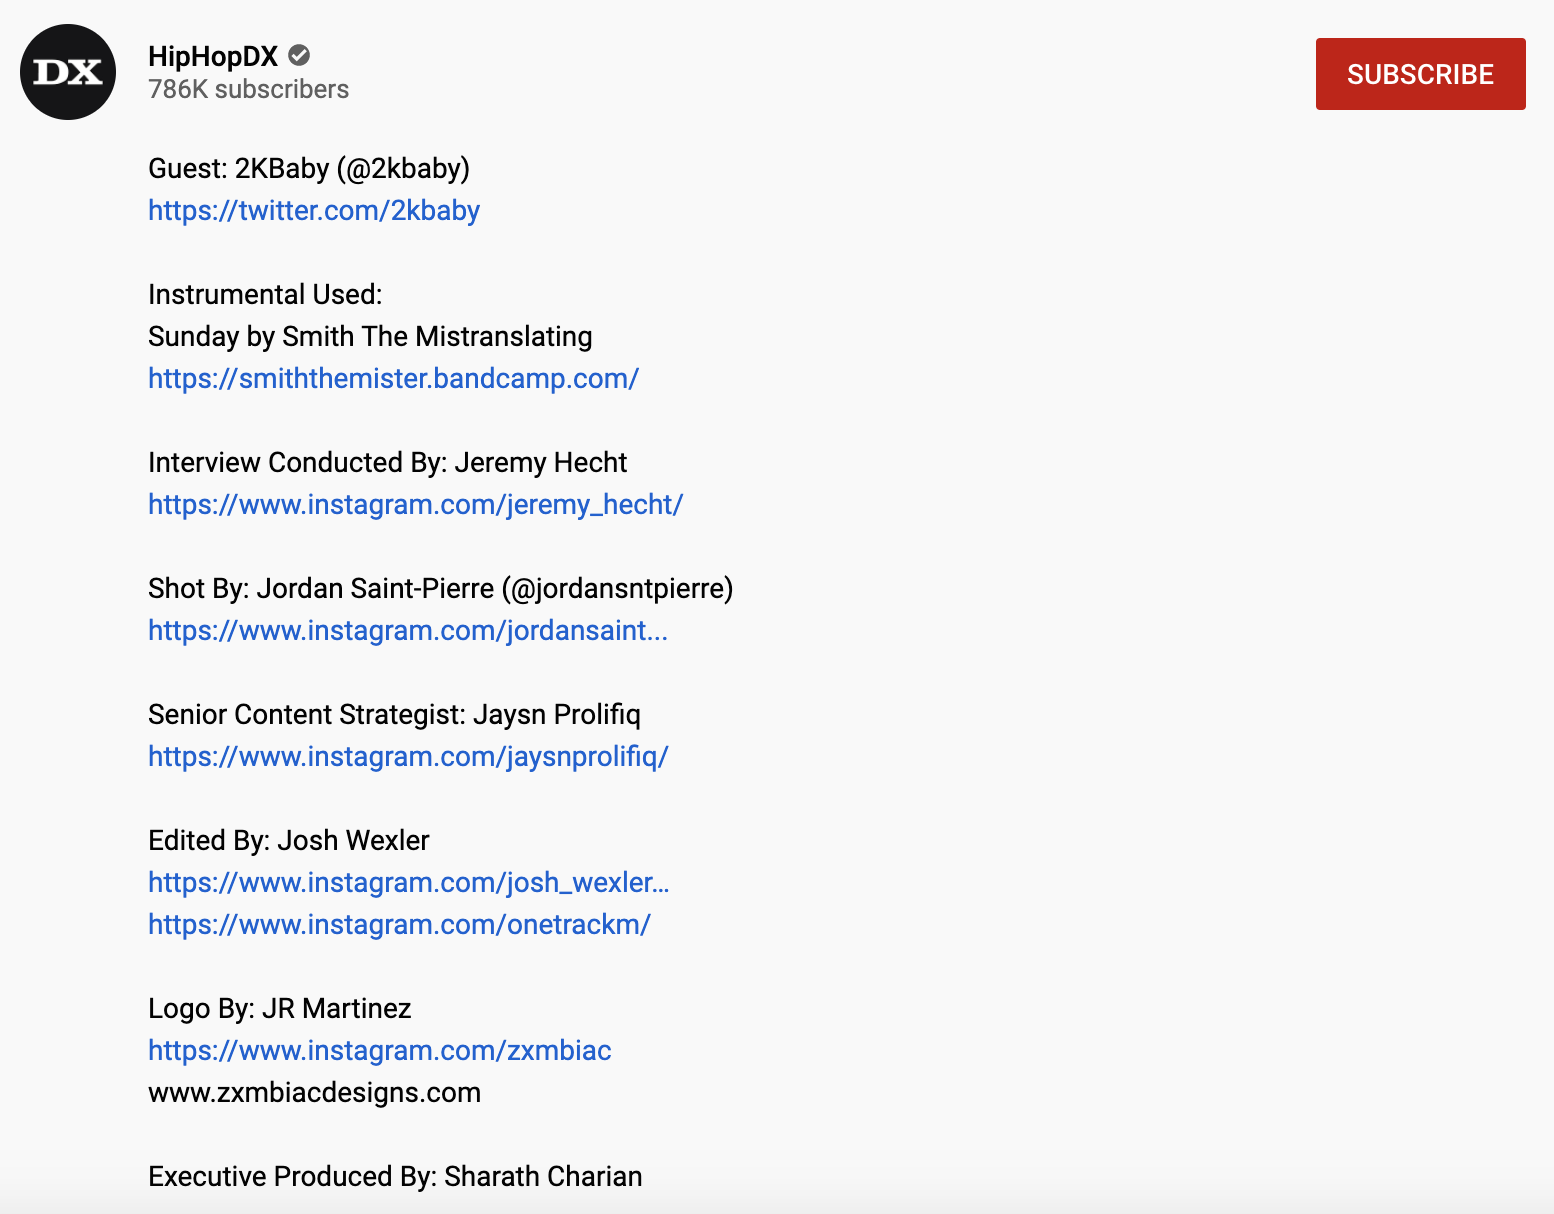 DX
HipHopDX
786K subscribers
SUBSCRIBE
Guest: 2KBaby (@2kbaby)
https://twitter.com/2kbaby
Instrumental Used:
Sunday by Smith The Mistranslating
https://smiththemister.bandcamp.com/
Interview Conducted By: Jeremy Hecht
https://www.instagram.com/jeremy_hecht/
Shot By: Jordan Saint-Pierre (@jordansntpierre)
https://www.instagram.com/jordansaint...
Senior Content Strategist: Jaysn Prolifiq
https://www.instagram.com/jaysnprolifiq/
Edited By: Josh Wexler
https://www.instagram.com/josh_wexler...
https://www.instagram.com/onetrackm/
Logo By: JR Martinez
https://www.instagram.com/zxmbiac
www.zxmbiacdesigns.com
Executive Produced By: Sharath Charian